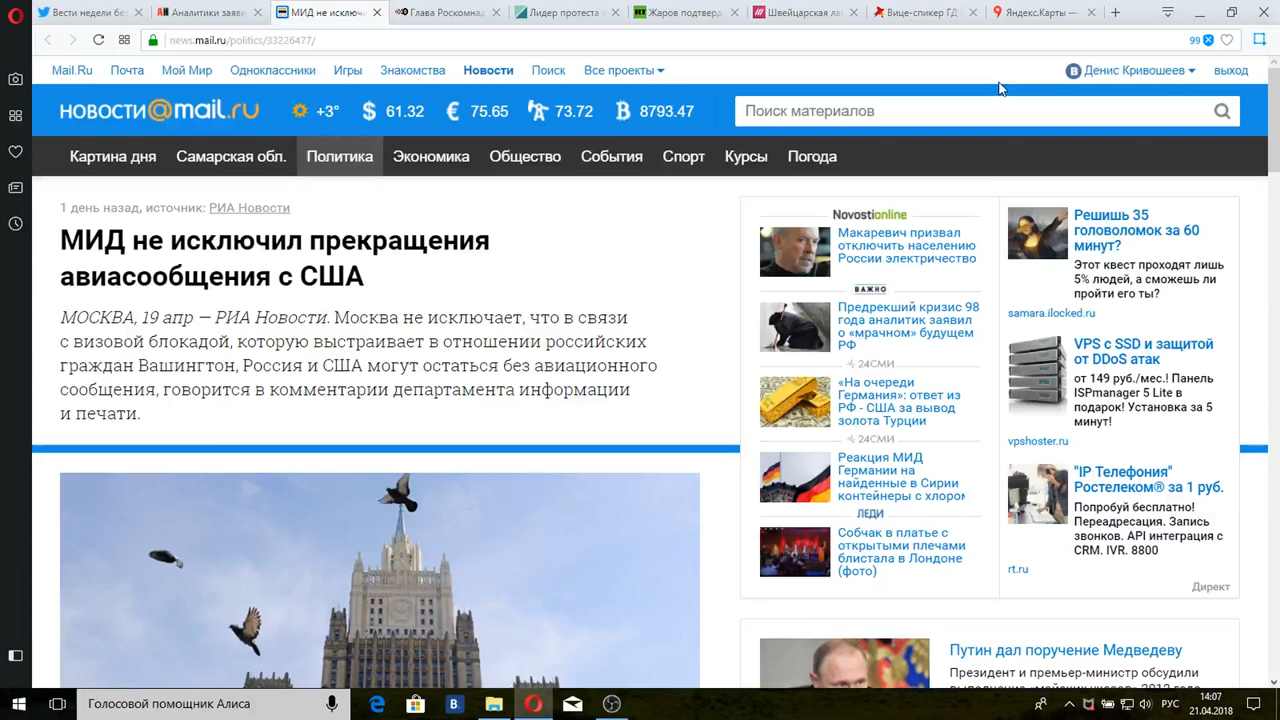 Вести недели без
Аналитики заяви
МИД не исключи
Глава Роскомнад
Лидер протеста в
Жаров подтверд
Швейцарская ла
Вице-спикер ГД
Яндекс.Карты —
news.mail.ru/politics/33226477/
99
Mail.Ru Почта Мой Мир Одноклассники Игры Знакомства Новости Поиск Все проекты
Денис Кривошеев выход
НОВОСТИ@mail.ru +3° $ 61.32 € 75.65 73.72 8793.47
Поиск материалов
Картина дня Самарская обл. Политика Экономика Общество События Спорт Курсы Погода
1 день назад, источник: РИА Новости
МИД не исключил прекращения
авиасообщения с США
МОСКВА, 19 апр — РИА Новости. Москва не исключает, что в связи
с визовой блокадой, которую выстраивает в отношении российских
граждан Вашингтон, Россия и США могут остаться без авиационного
сообщения, говорится в комментарии департамента информации
и печати.
Novostionline
Макаревич призвал
отключить населению
России электричество
ВАЖНО
Предрекший кризис 98
года аналитик заявил
о «мрачном» будущем
РФ
24СМИ
«На очереди
Германия»: ответ из
РФ - США за вывод
золота Турции
24СМИ
Реакция МИД
Германии на
найденные в Сирии
контейнеры с хлором
ЛЕДИ
Собчак в платье с
открытыми плечами
блистала в Лондоне
(фото)
Решишь 35
головоломок за 60
минут?
Этот квест проходят лишь
5% людей, а сможешь ли
пройти его ты?
samara.ilocked.ru
VPS с SSD и защитой
от DDoS атак
от 149 руб./мес.! Панель
ISPmanager 5 Lite в
подарок! Установка за 5
минут!
vpshoster.ru
"IP Телефония"
Ростелеком® за 1 руб.
Попробуй бесплатно!
Переадресация. Запись
звонков. API интеграция с
CRM. IVR. 8800
rt.ru
Директ
Путин дал поручение Медведеву
Президент и премьер-министр обсудили
Голосовой помощник Алиса
РУС
14:07
21.04.2018